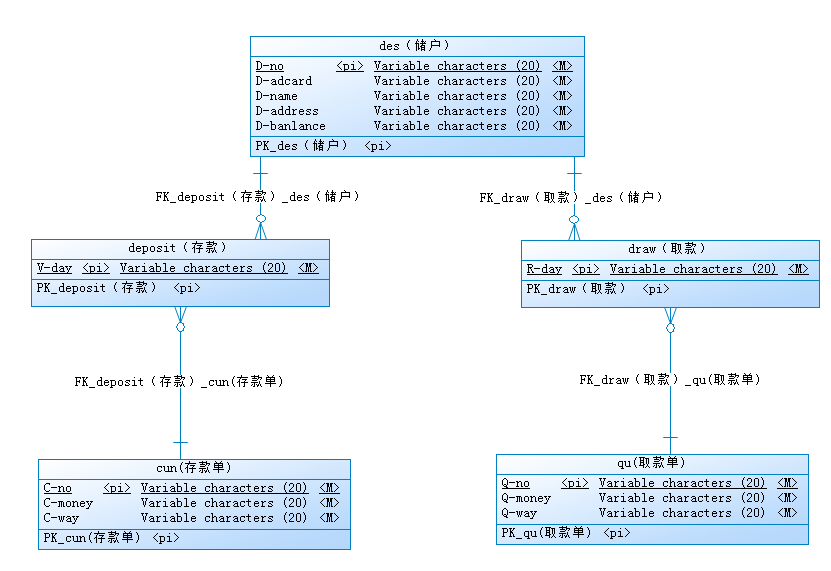 des（储户）
D-no <pi> Variable characters (20) <M>
D-adcard Variable characters (20) <M>
D-name Variable characters (20) <M>
D-address Variable characters (20) <M>
D-banlance Variable characters (20) <M>
PK_des（储户） <pi>
FK_deposit（存款）_des（储户）
FK_draw（取款）_des（储户）
deposit（存款）
V-day <pi> Variable characters (20) <M>
PK_deposit（存款） <pi>
draw（取款）
R-day <pi> Variable characters (20) <M>
PK_draw（取款） <pi>
FK_deposit（存款）_cun(存款单)
FK_draw（取款）_qu(取款单)
cun(存款单)
C-no <pi> Variable characters (20) <M>
C-money Variable characters (20) <M>
C-way Variable characters (20) <M>
PK_cun(存款单) <pi>
qu(取款单)
Q-no <pi> Variable characters (20) <M>
Q-money Variable characters (20) <M>
Q-way Variable characters (20) <M>
PK_qu(取款单) <pi>